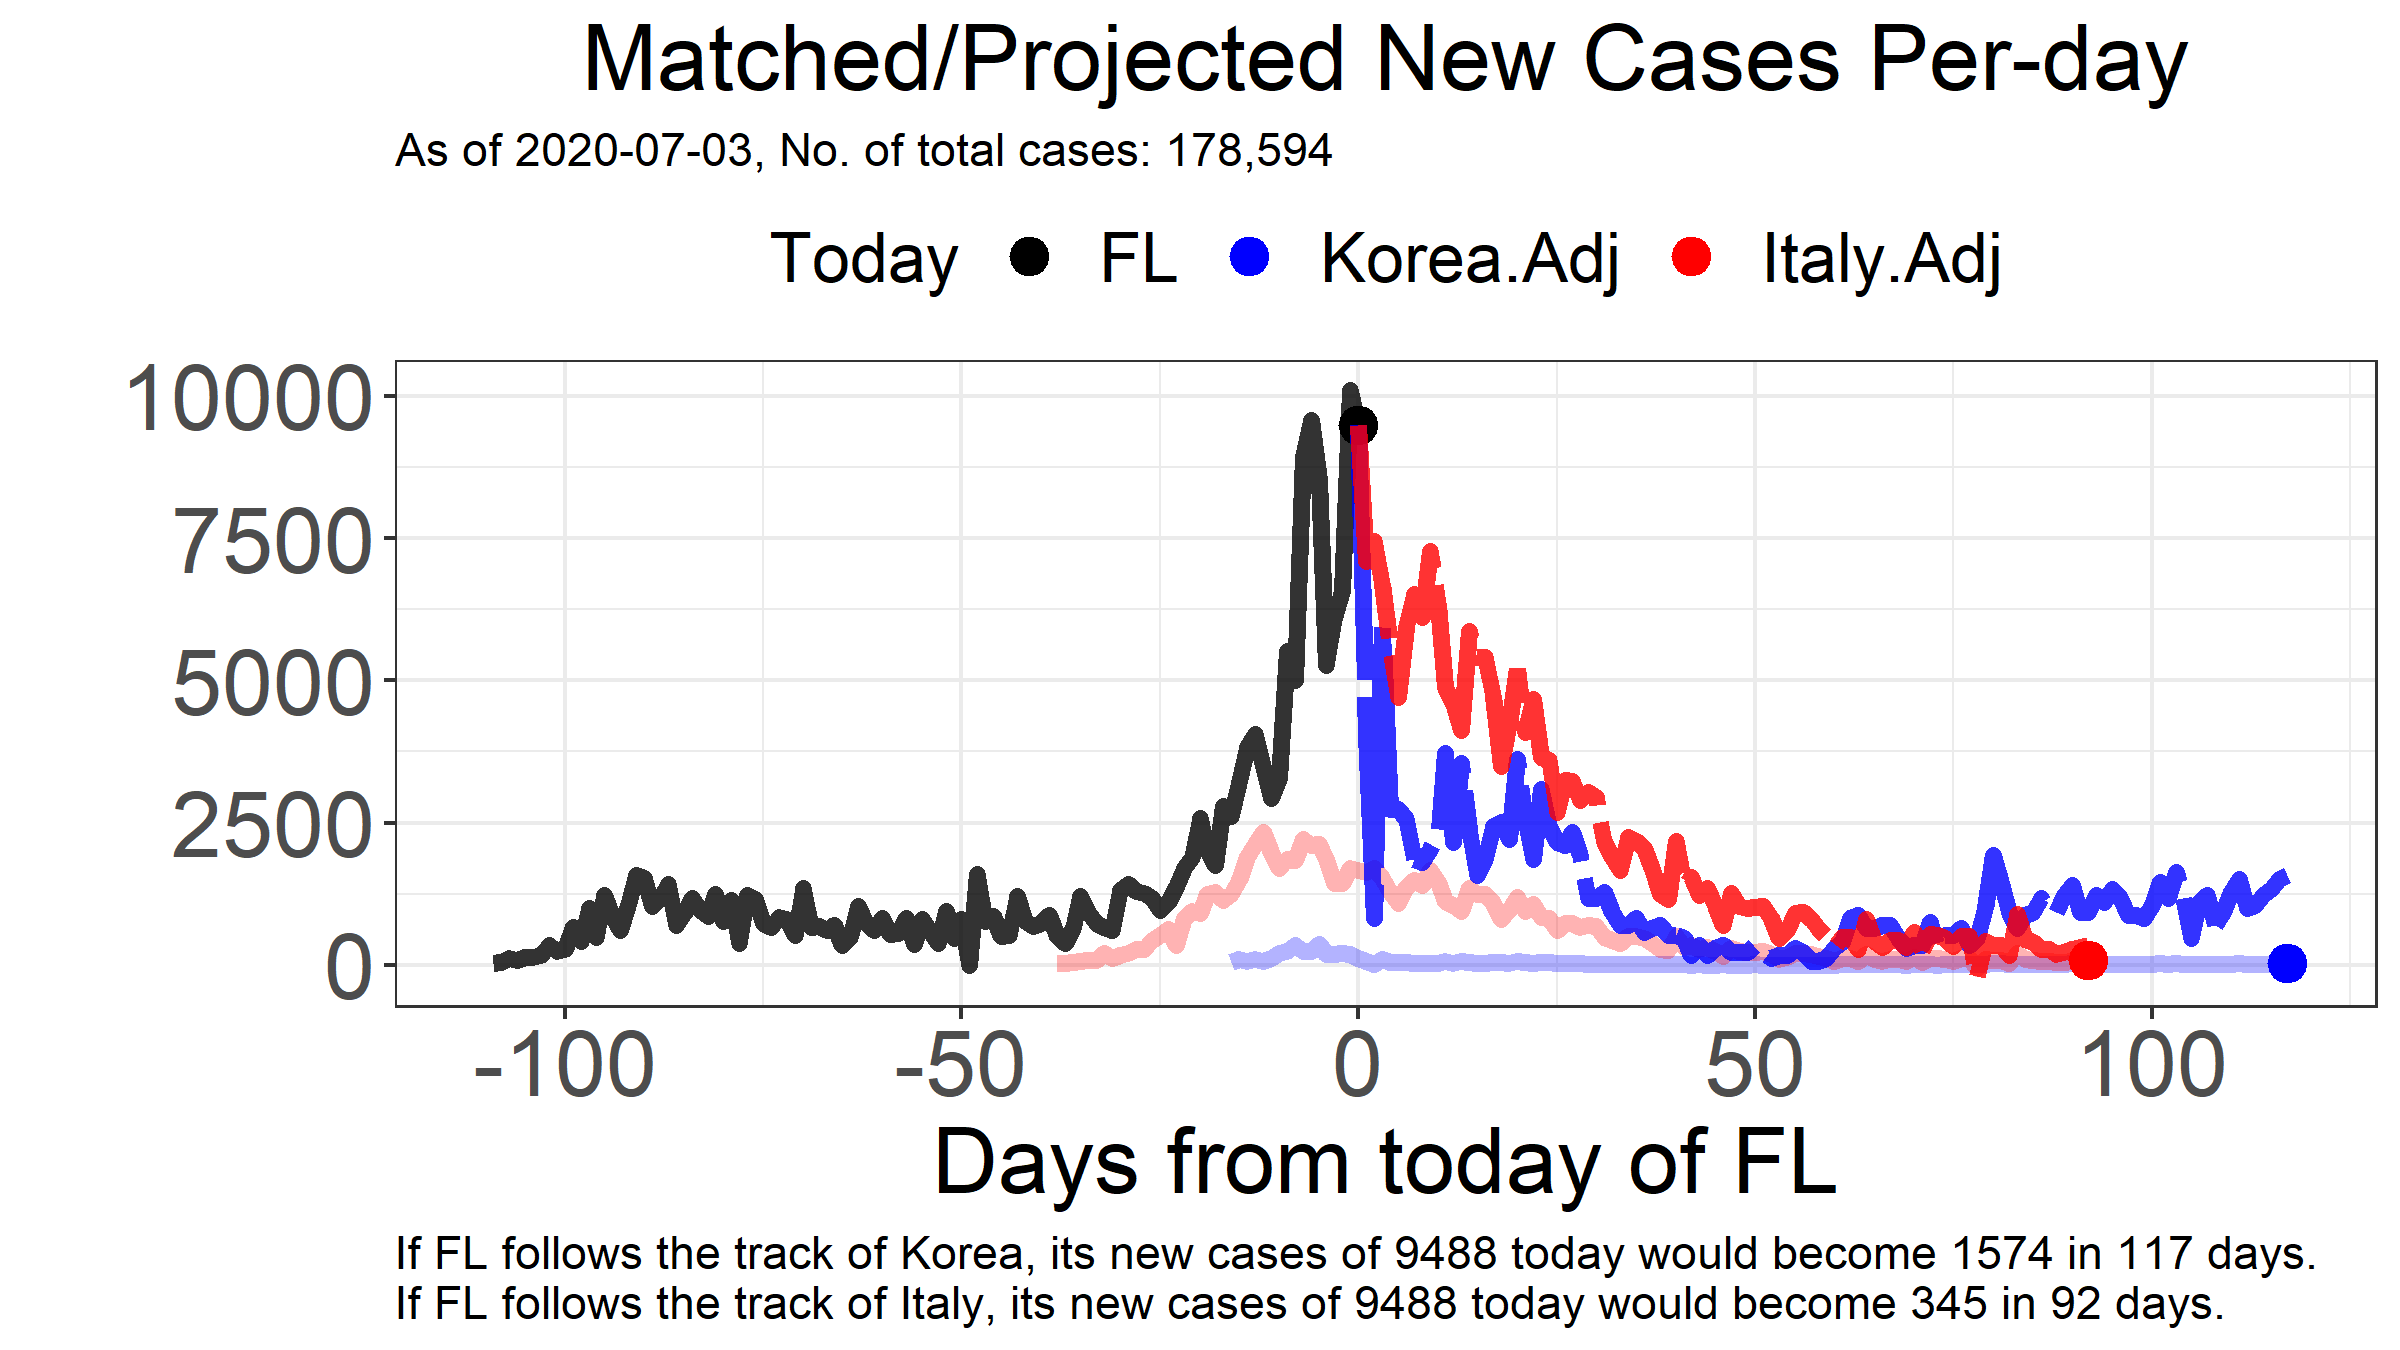 Matched/Projected New Cases Per-day
As of 2020-07-03, No. of total cases: 178,594
Today FL Korea.Adj Italy.Adj
10000
7500
5000
2500
0
-100 -50 0 50 100
Days from today of FL
If FL follows the track of Korea, its new cases of 9488 today would become 1574 in 117 days.
If FL follows the track of Italy, its new cases of 9488 today would become 345 in 92 days.